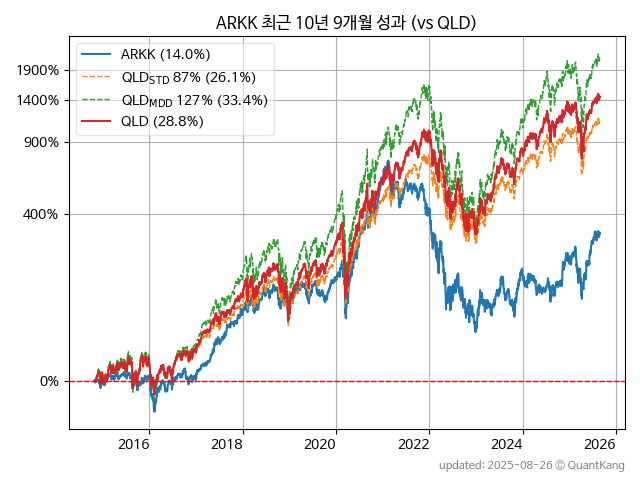 ARKK 최근 10년 9개월 성과 (vs QLD)
ARKK (14.0%)
QLDSTD 87% (26.1%)
QLDMDD 127% (33.4%)
QLD (28.8%)
1900%
1400%
900%
400%
0%
2016 2018 2020 2022 2024 2026
updated: 2025-08-26 © QuantKang